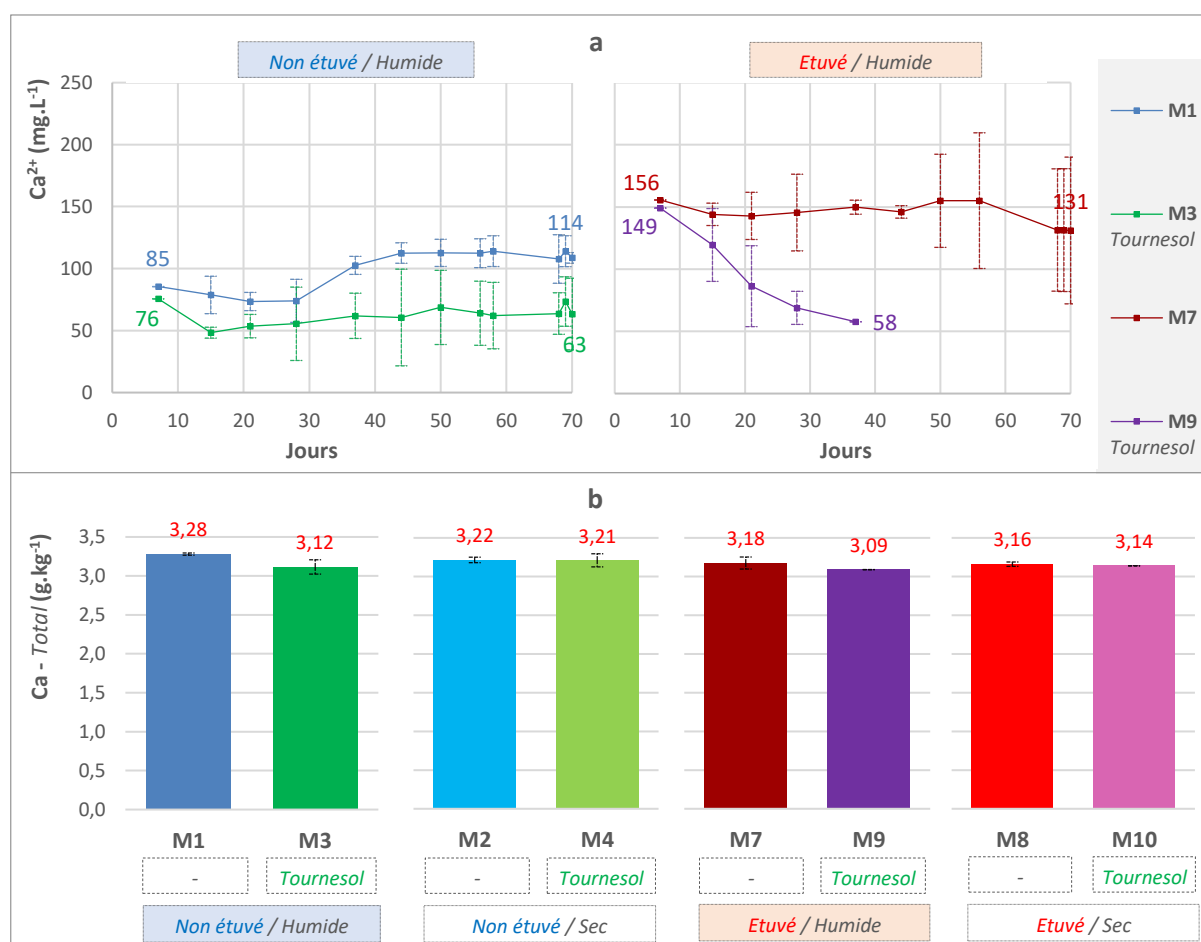 a
Non étuvé / Humide
Etuvé / Humide
Ca²⁺ (mg.L⁻¹)
250
200
150
100
50
0
85
76
114
63
0 10 20 30 40 50 60 70
Jours
156
149
131
58
0 10 20 30 40 50 60 70
Jours
M1
M3
Tournesol
M7
M9
Tournesol
b
Ca - Total (g.kg⁻¹)
3,5
3,0
2,5
2,0
1,5
1,0
0,5
0,0
3,28 3,12 3,22 3,21 3,18 3,09 3,16 3,14
M1 M3 M2 M4 M7 M9 M8 M10
- Tournesol - Tournesol - Tournesol - Tournesol
Non étuvé / Humide Non étuvé / Sec Etuvé / Humide Etuvé / Sec